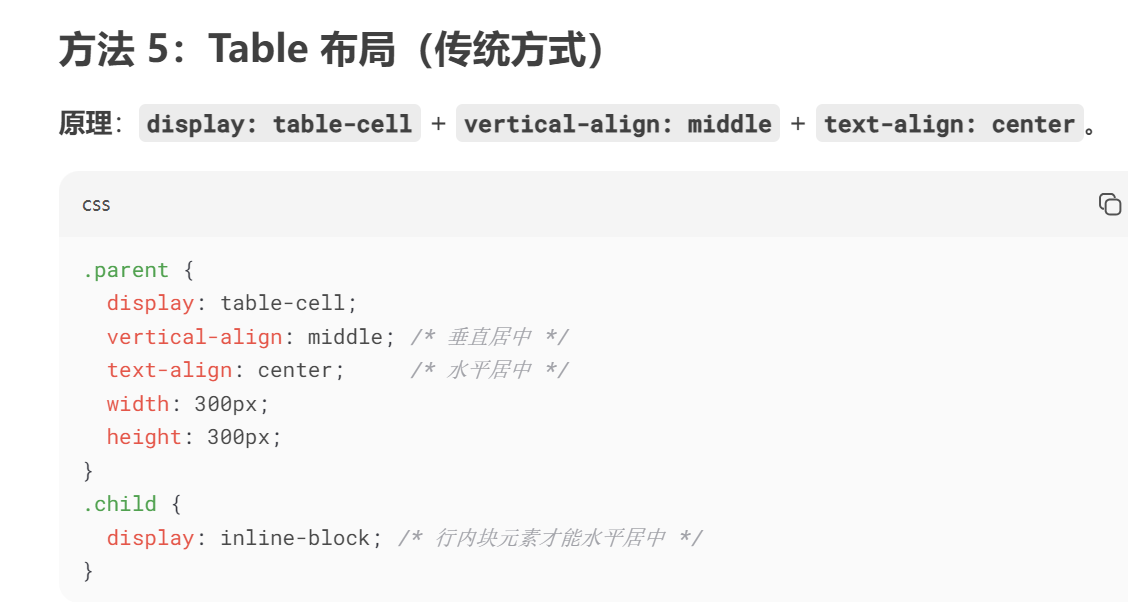 方法 5：Table 布局（传统方式）
原理：display: table-cell + vertical-align: middle + text-align: center。
css
.parent {
  display: table-cell;
  vertical-align: middle; /* 垂直居中 */
  text-align: center;     /* 水平居中 */
  width: 300px;
  height: 300px;
}
.child {
  display: inline-block; /* 行内块元素才能水平居中 */
}